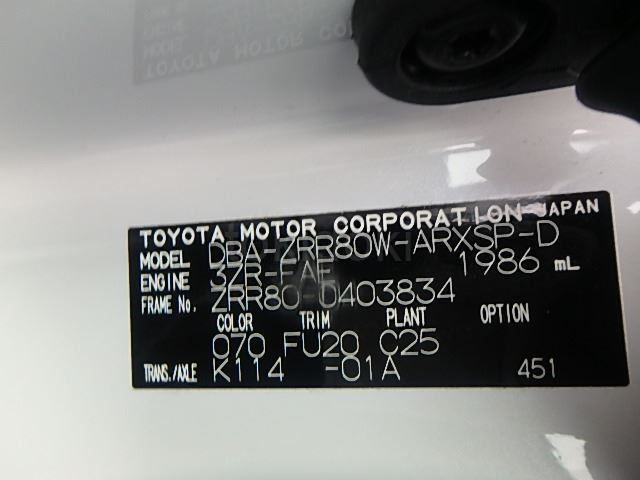 TOYOTA MOTOR CORPORATION JAPAN
MODEL DBA-ZRR80W-ARXSP-D
ENGINE 3ZR-FAE 1986 mL
FRAME No. ZRR80-0403834
COLOR TRIM PLANT OPTION
070 FU20 C25
TRANS./AXLE K114 -01A 451